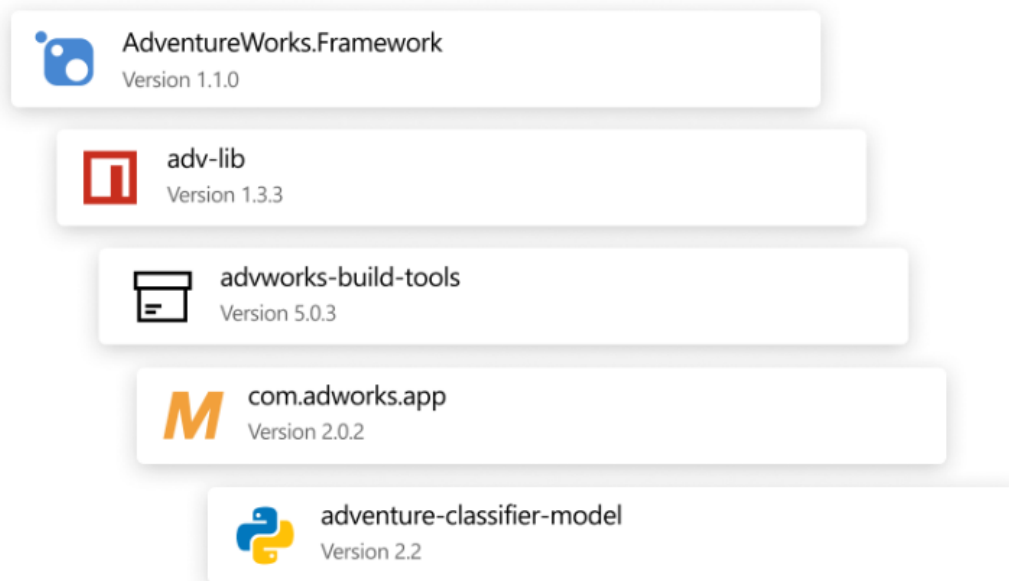 AdventureWorks.Framework
Version 1.1.0
adv-lib
Version 1.3.3
advworks-build-tools
Version 5.0.3
M
com.adworks.app
Version 2.0.2
adventure-classifier-model
Version 2.2